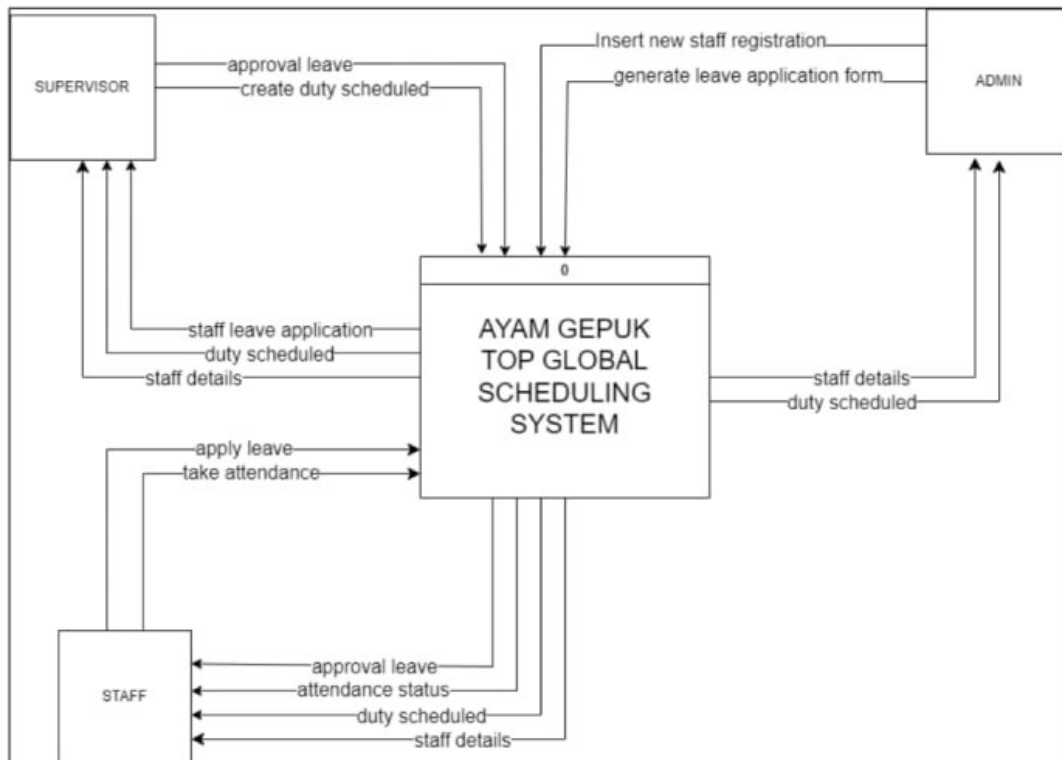 SUPERVISOR
approval leave
create duty scheduled
Insert new staff registration
generate leave application form
ADMIN
0
AYAM GEPUK
TOP GLOBAL
SCHEDULING
SYSTEM
staff leave application
duty scheduled
staff details
staff details
duty scheduled
apply leave
take attendance
STAFF
approval leave
attendance status
duty scheduled
staff details